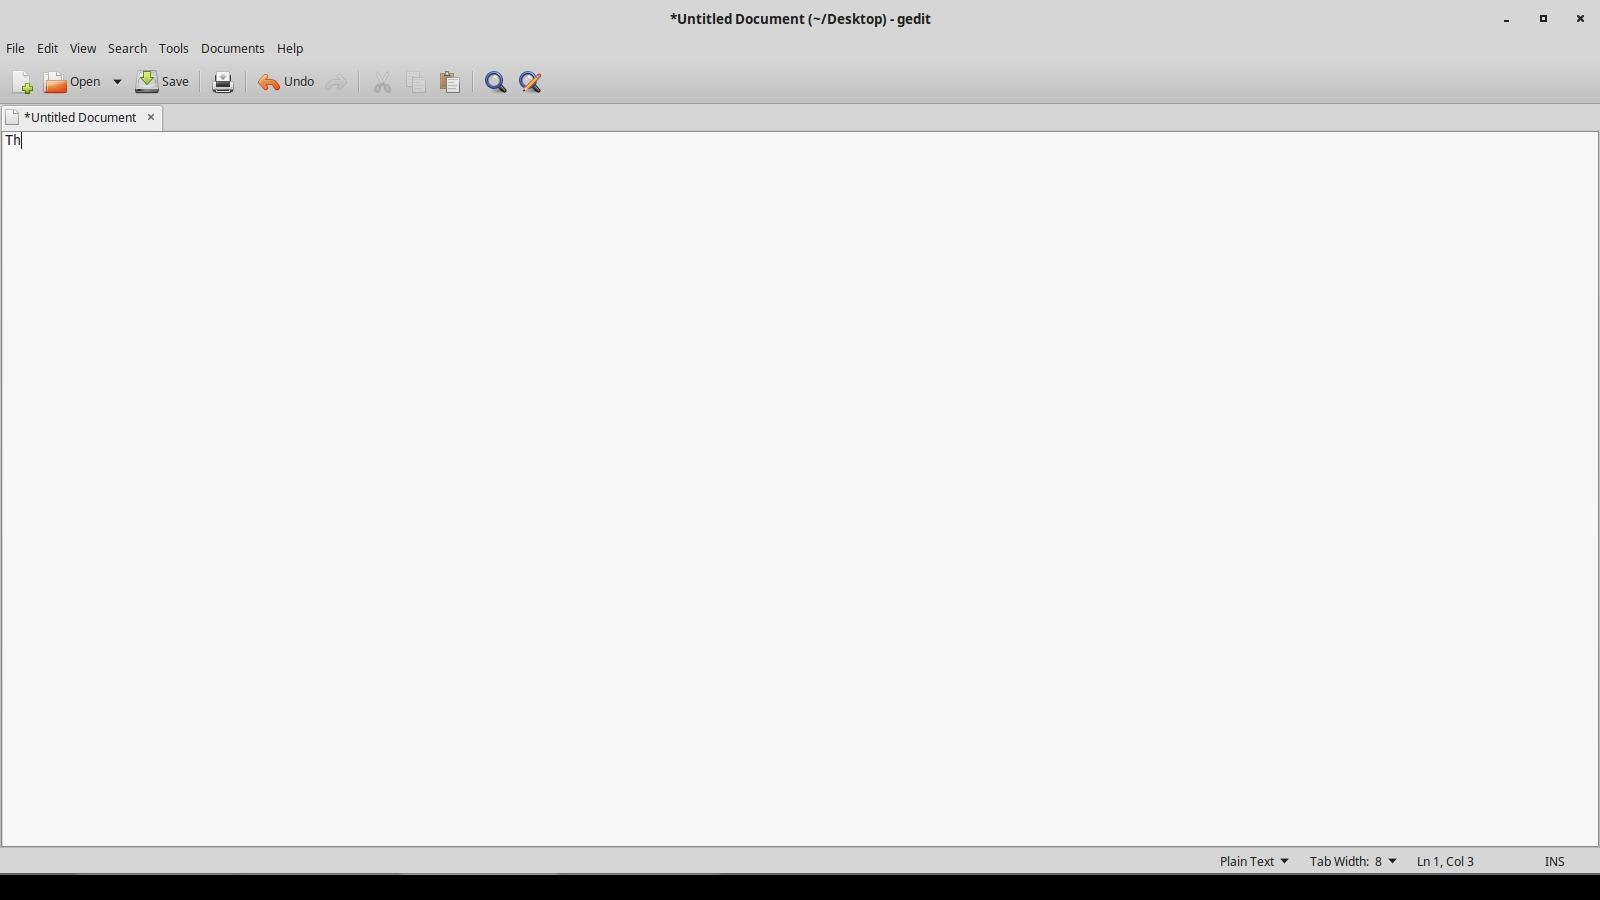 *Untitled Document (~/Desktop) - gedit
File Edit View Search Tools Documents Help
Open Save Undo
*Untitled Document
Th
Plain Text Tab Width: 8 Ln 1, Col 3 INS